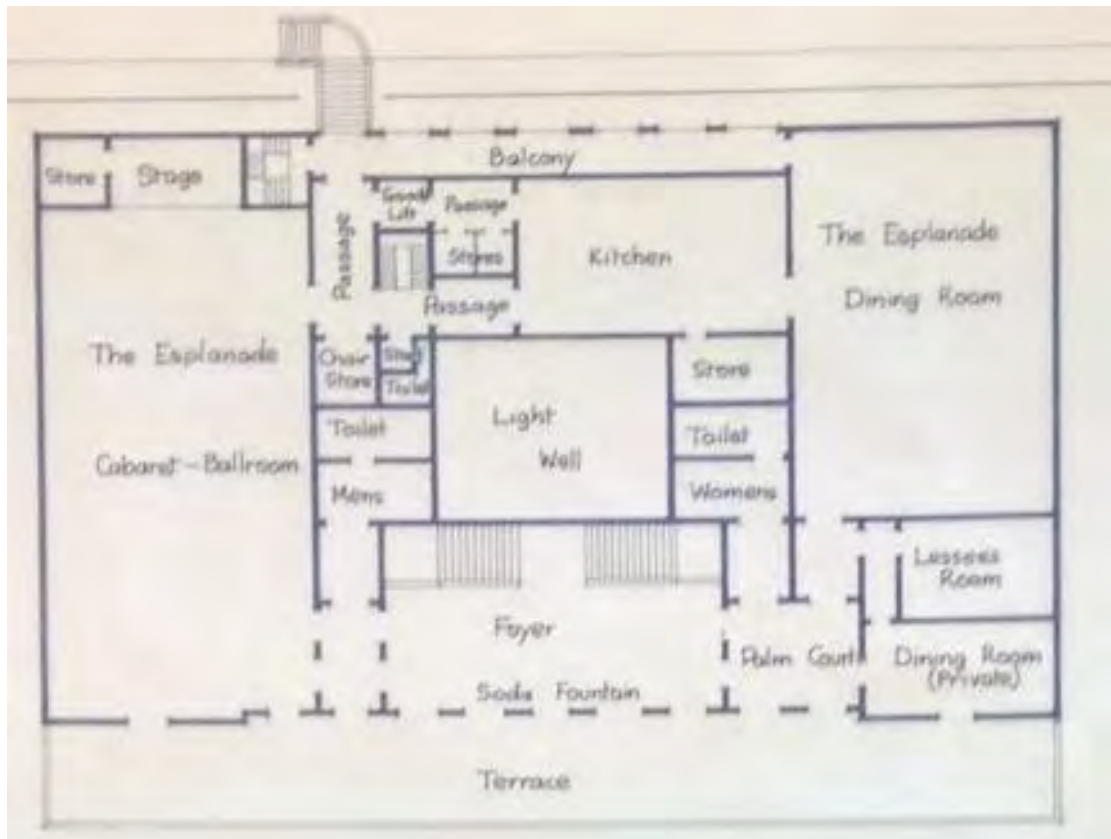 Store
Stage
Balcony
Goods
Lift
Passage
Passage
Stores
Kitchen
The Esplanade
Dining Room
Passage
The Esplanade
Cabaret-Ballroom
Chair
Store
Toilet
Store
Light
Well
Toilet
Toilet
Mens
Womens
Lessees
Room
Foyer
Palm Court
Dining Room
(Private)
Soda Fountain
Terrace